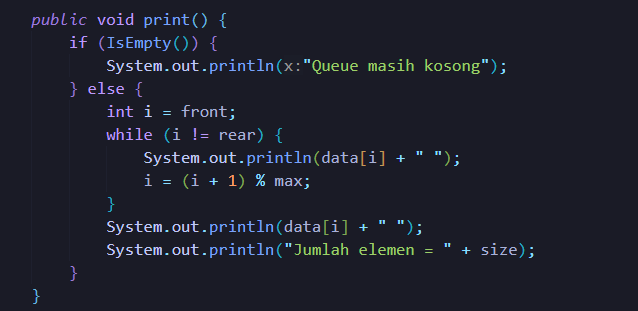 public void print() {
    if (IsEmpty()) {
        System.out.println(x:"Queue masih kosong");
    } else {
        int i = front;
        while (i != rear) {
            System.out.println(data[i] + " ");
            i = (i + 1) % max;
        }
        System.out.println(data[i] + " ");
        System.out.println("Jumlah elemen = " + size);
    }
}